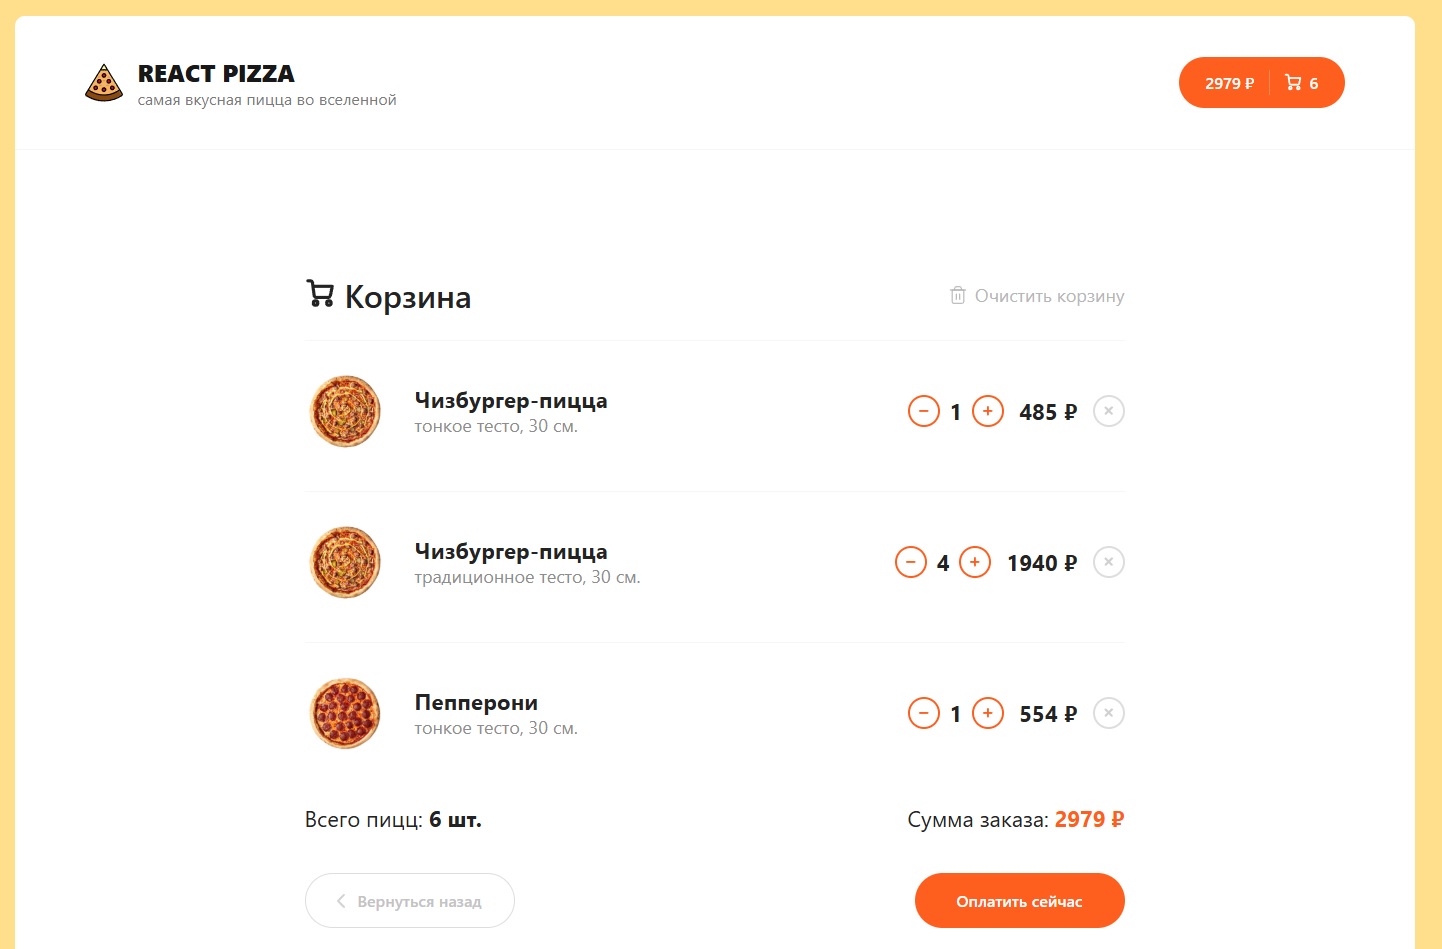 REACT PIZZA
самая вкусная пицца во вселенной
2979 ₽ 6
Корзина
Очистить корзину
Чизбургер-пицца
тонкое тесто, 30 см.
1 485 ₽
Чизбургер-пицца
традиционное тесто, 30 см.
4 1940 ₽
Пепперони
тонкое тесто, 30 см.
1 554 ₽
Всего пицц: 6 шт.
Сумма заказа: 2979 ₽
Вернуться назад
Оплатить сейчас